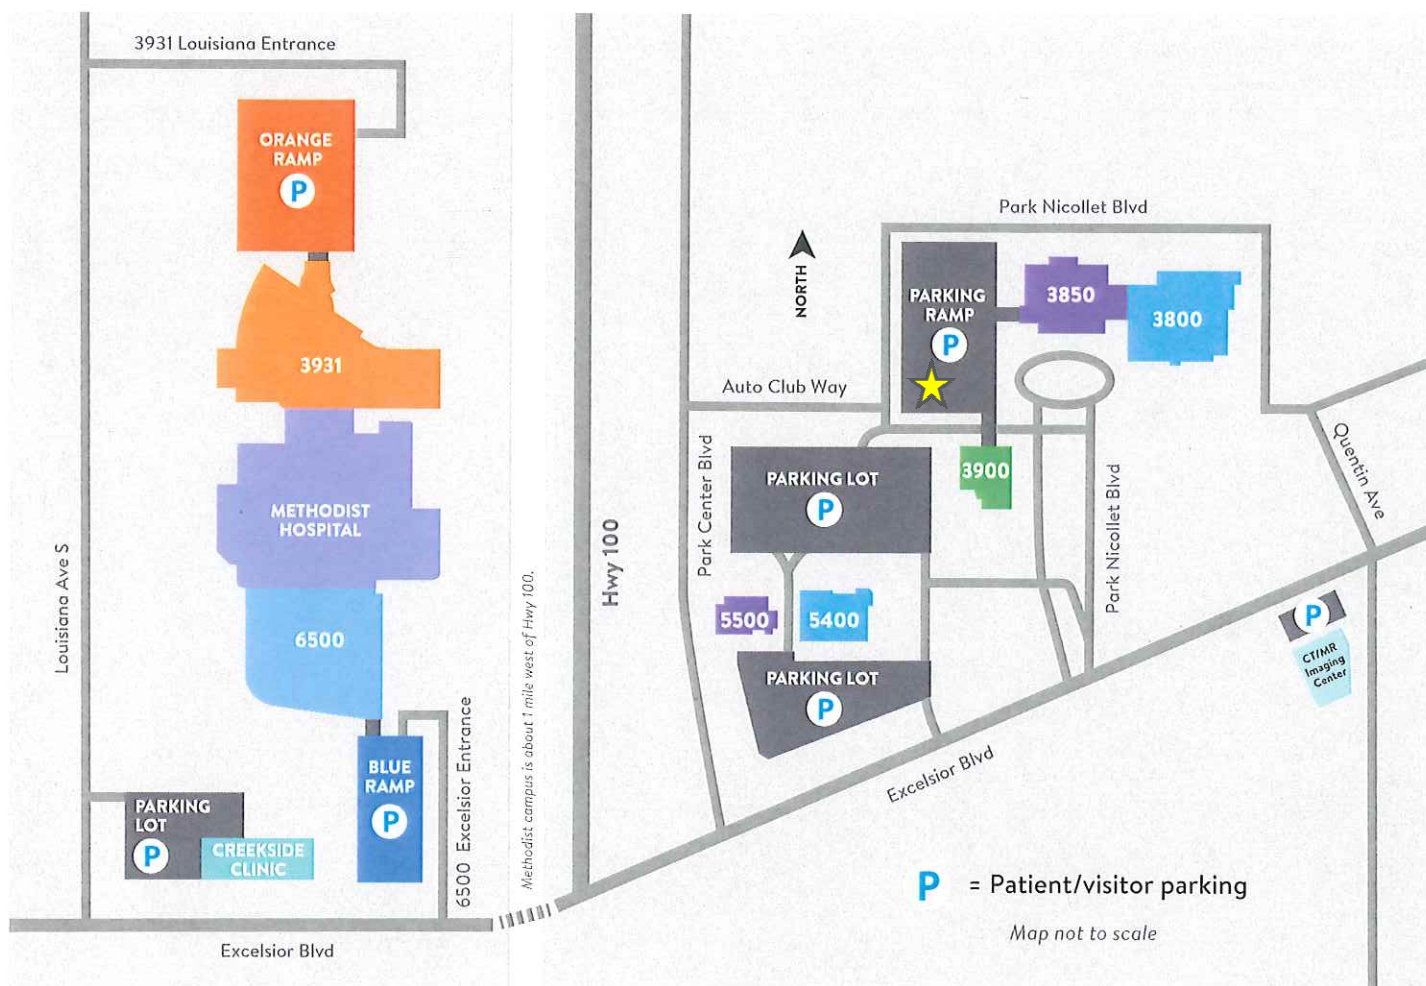 3931 Louisiana Entrance
ORANGE
RAMP
P
3931
METHODIST
HOSPITAL
6500
Louisiana Ave S
BLUE
RAMP
P
6500 Excelsior Entrance
PARKING
LOT
P
CREEKSIDE
CLINIC
Excelsior Blvd
Methodist campus is about 1 mile west of Hwy 100.
Hwy 100
NORTH
Park Nicollet Blvd
PARKING
RAMP
P
3850
3800
Auto Club Way
Park Center Blvd
PARKING LOT
P
3900
Park Nicollet Blvd
Quentin Ave
5500
5400
PARKING LOT
P
P
CT/MR
Imaging
Center
Excelsior Blvd
P = Patient/visitor parking
Map not to scale